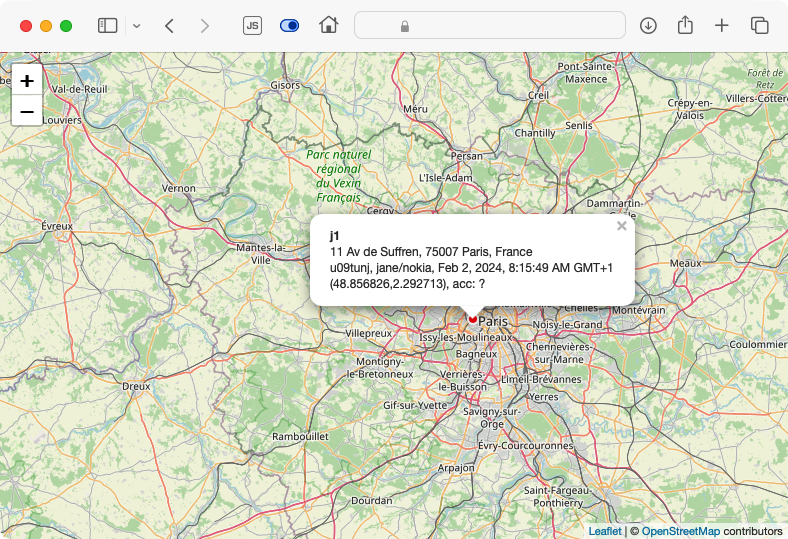 JS
+
−
Val-de-Reuil
Louviers
Gisors
Méru
Pont-Sainte-
Maxence
Creil
Forêt de
Retz
Crépy-en-
Valois
Villers-Cotter
Senlis
Chantilly
Parc naturel
régional
du Vexin
Français
Persan
L'Isle-Adam
Vernon
Cergy
Dammartin-
Évreux
Mantes-la-
Ville
Meaux
j1
×
11 Av de Suffren, 75007 Paris, France
u09tunj, jane/nokia, Feb 2, 2024, 8:15:49 AM GMT+1
(48.856826,2.292713), acc: ?
Chelles
Montévrain
Paris
Noisy-le-Grand
Villepreux
Issy-les-Moulineaux
Coulommier
Bagneux
Chennevières-
sur-Marne
Montigny-
le-Bretonneux
Verrières-
le-Buisson
Limeil-Brévannes
Dreux
Yerres
Gif-sur-Yvette
Savigny-sur-
Orge
Rambouillet
Évry-Courcouronnes
Arpajon
Dourdan
Saint-Fargeau-
Ponthierry
Leaflet | © OpenStreetMap contributors